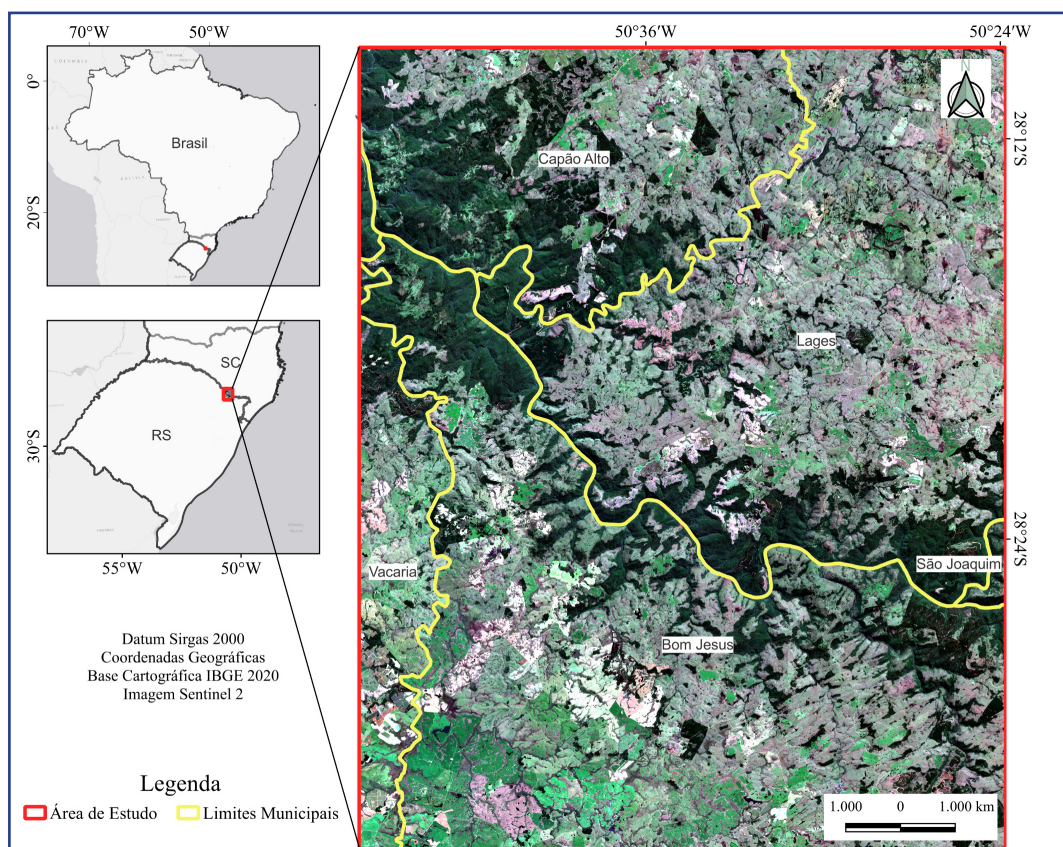 70°W 50°W
0°
20°S
Brasil
COLOMBIA
BOLIVIA
SC
RS
30°S
55°W 50°W
Datum Sirgas 2000
Coordenadas Geográficas
Base Cartográfica IBGE 2020
Imagem Sentinel 2
Legenda
Área de Estudo Limites Municipais
50°36′W 50°24′W
N
28°12′S
Capão Alto
Lages
28°24′S
São Joaquim
Vacaria
Bom Jesus
1.000 0 1.000 km